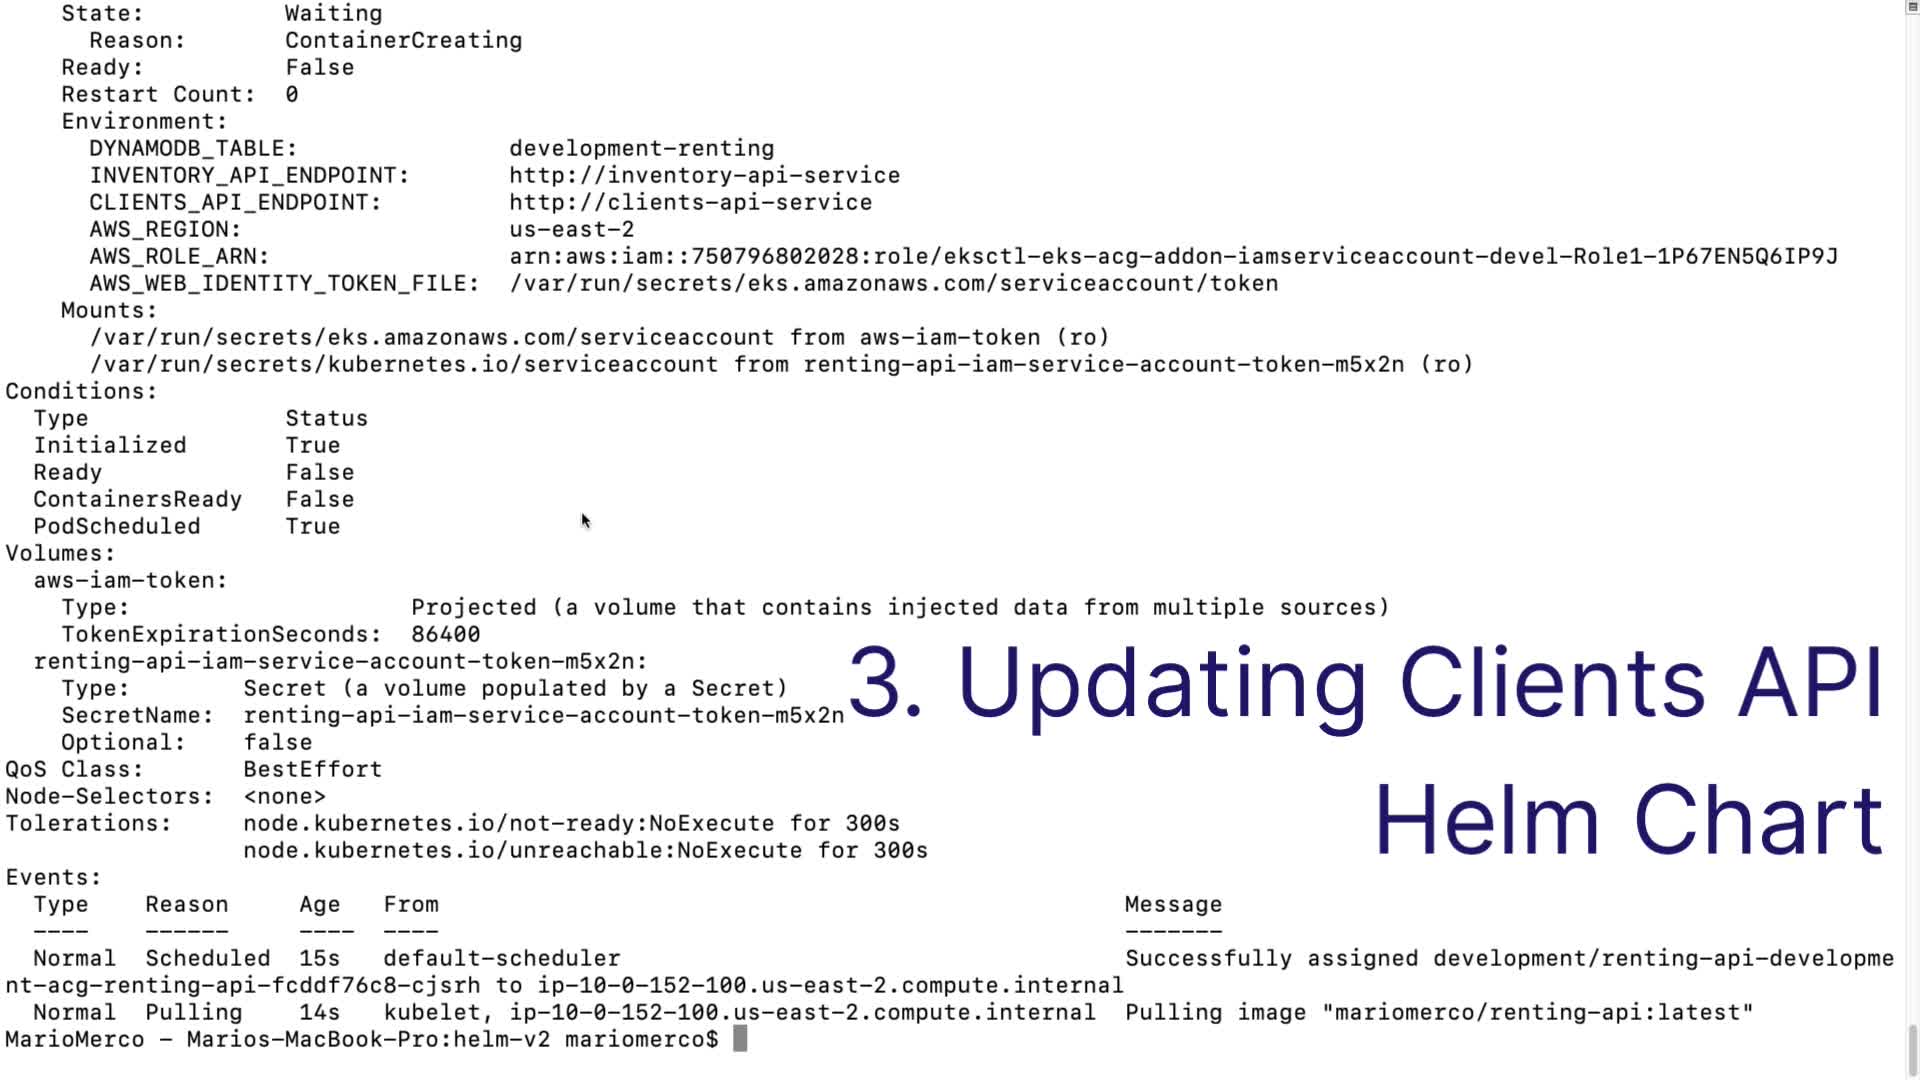 State: Waiting
Reason: ContainerCreating
Ready: False
Restart Count: 0
Environment:
DYNAMODB_TABLE: development-renting
INVENTORY_API_ENDPOINT: http://inventory-api-service
CLIENTS_API_ENDPOINT: http://clients-api-service
AWS_REGION: us-east-2
AWS_ROLE_ARN: arn:aws:iam::750796802028:role/eksctl-eks-acg-addon-iamserviceaccount-devel-Role1-1P67EN5Q6IP9J
AWS_WEB_IDENTITY_TOKEN_FILE: /var/run/secrets/eks.amazonaws.com/serviceaccount/token
Mounts:
/var/run/secrets/eks.amazonaws.com/serviceaccount from aws-iam-token (ro)
/var/run/secrets/kubernetes.io/serviceaccount from renting-api-iam-service-account-token-m5x2n (ro)
Conditions:
Type Status
Initialized True
Ready False
ContainersReady False
PodScheduled True
Volumes:
aws-iam-token:
Type: Projected (a volume that contains injected data from multiple sources)
TokenExpirationSeconds: 86400
renting-api-iam-service-account-token-m5x2n:
Type: Secret (a volume populated by a Secret)
SecretName: renting-api-iam-service-account-token-m5x2n
Optional: false
QoS Class: BestEffort
Node-Selectors: <none>
Tolerations: node.kubernetes.io/not-ready:NoExecute for 300s
node.kubernetes.io/unreachable:NoExecute for 300s
3. Updating Clients API
Helm Chart
Events:
Type Reason Age From Message
---- ------ ---- ---- -------
Normal Scheduled 15s default-scheduler Successfully assigned development/renting-api-developme
nt-acg-renting-api-fcddf76c8-cjsrh to ip-10-0-152-100.us-east-2.compute.internal
Normal Pulling 14s kubelet, ip-10-0-152-100.us-east-2.compute.internal Pulling image "mariomerco/renting-api:latest"
MarioMerco - Marios-MacBook-Pro:helm-v2 mariomerco$